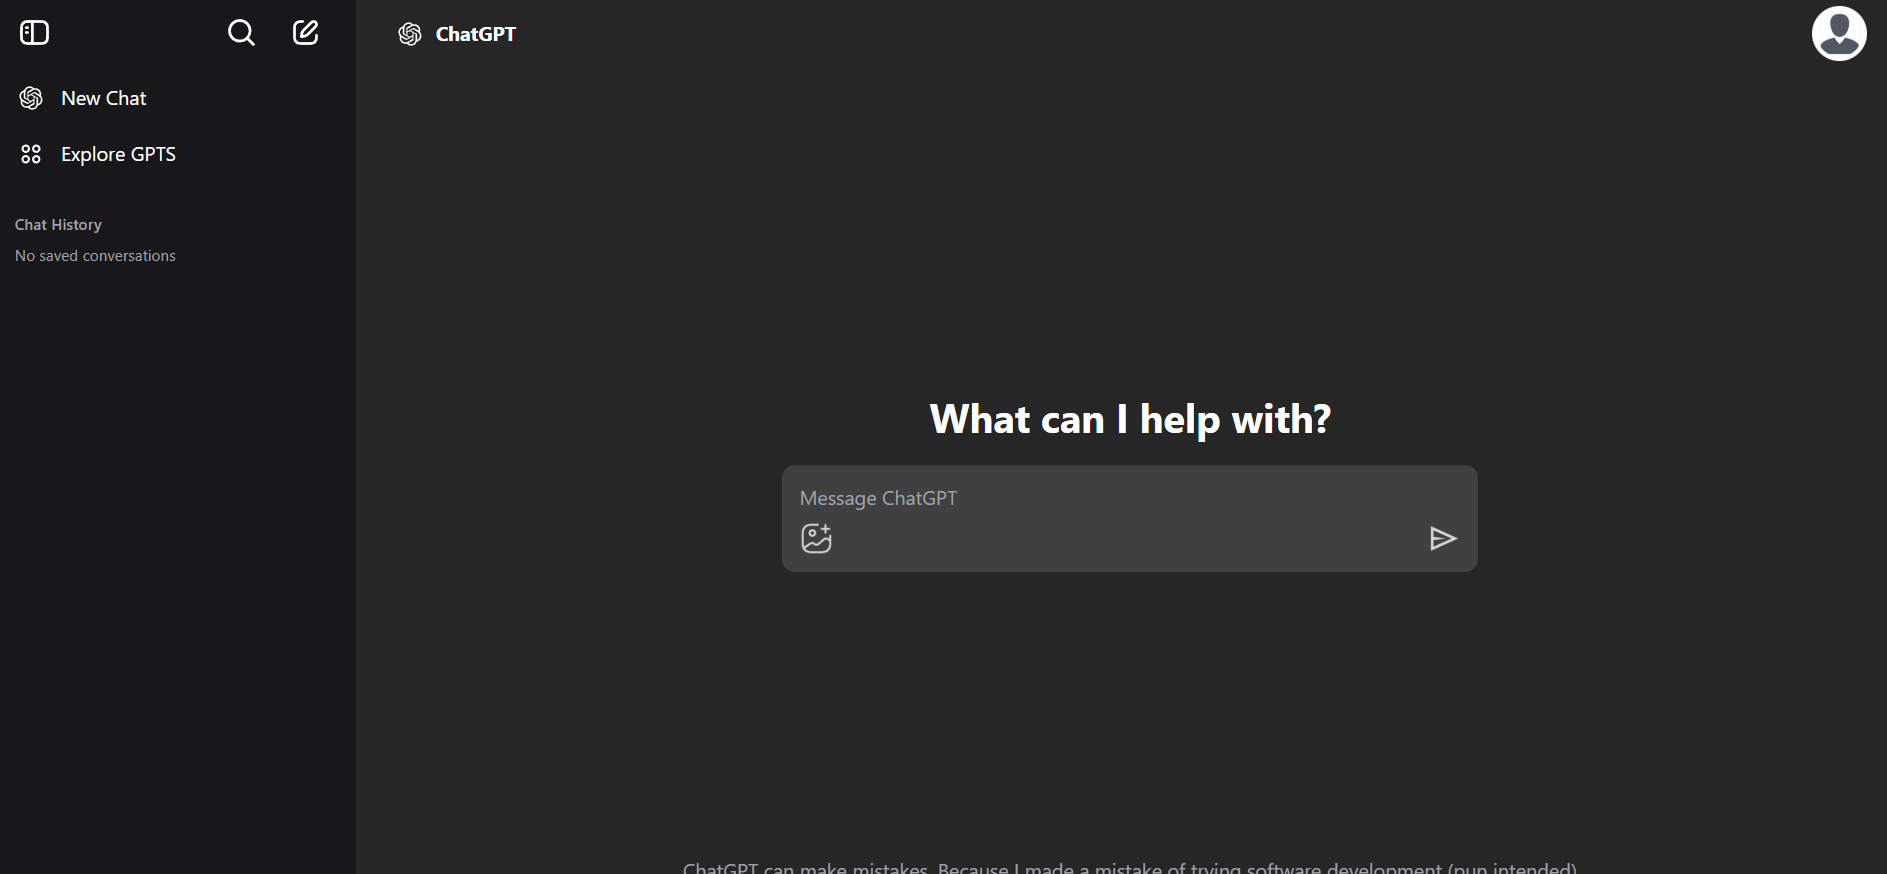 ChatGPT
New Chat
Explore GPTS
Chat History
No saved conversations
What can I help with?
Message ChatGPT
ChatGPT can make mistakes. Because I made a mistake of trying software development (pun intended)